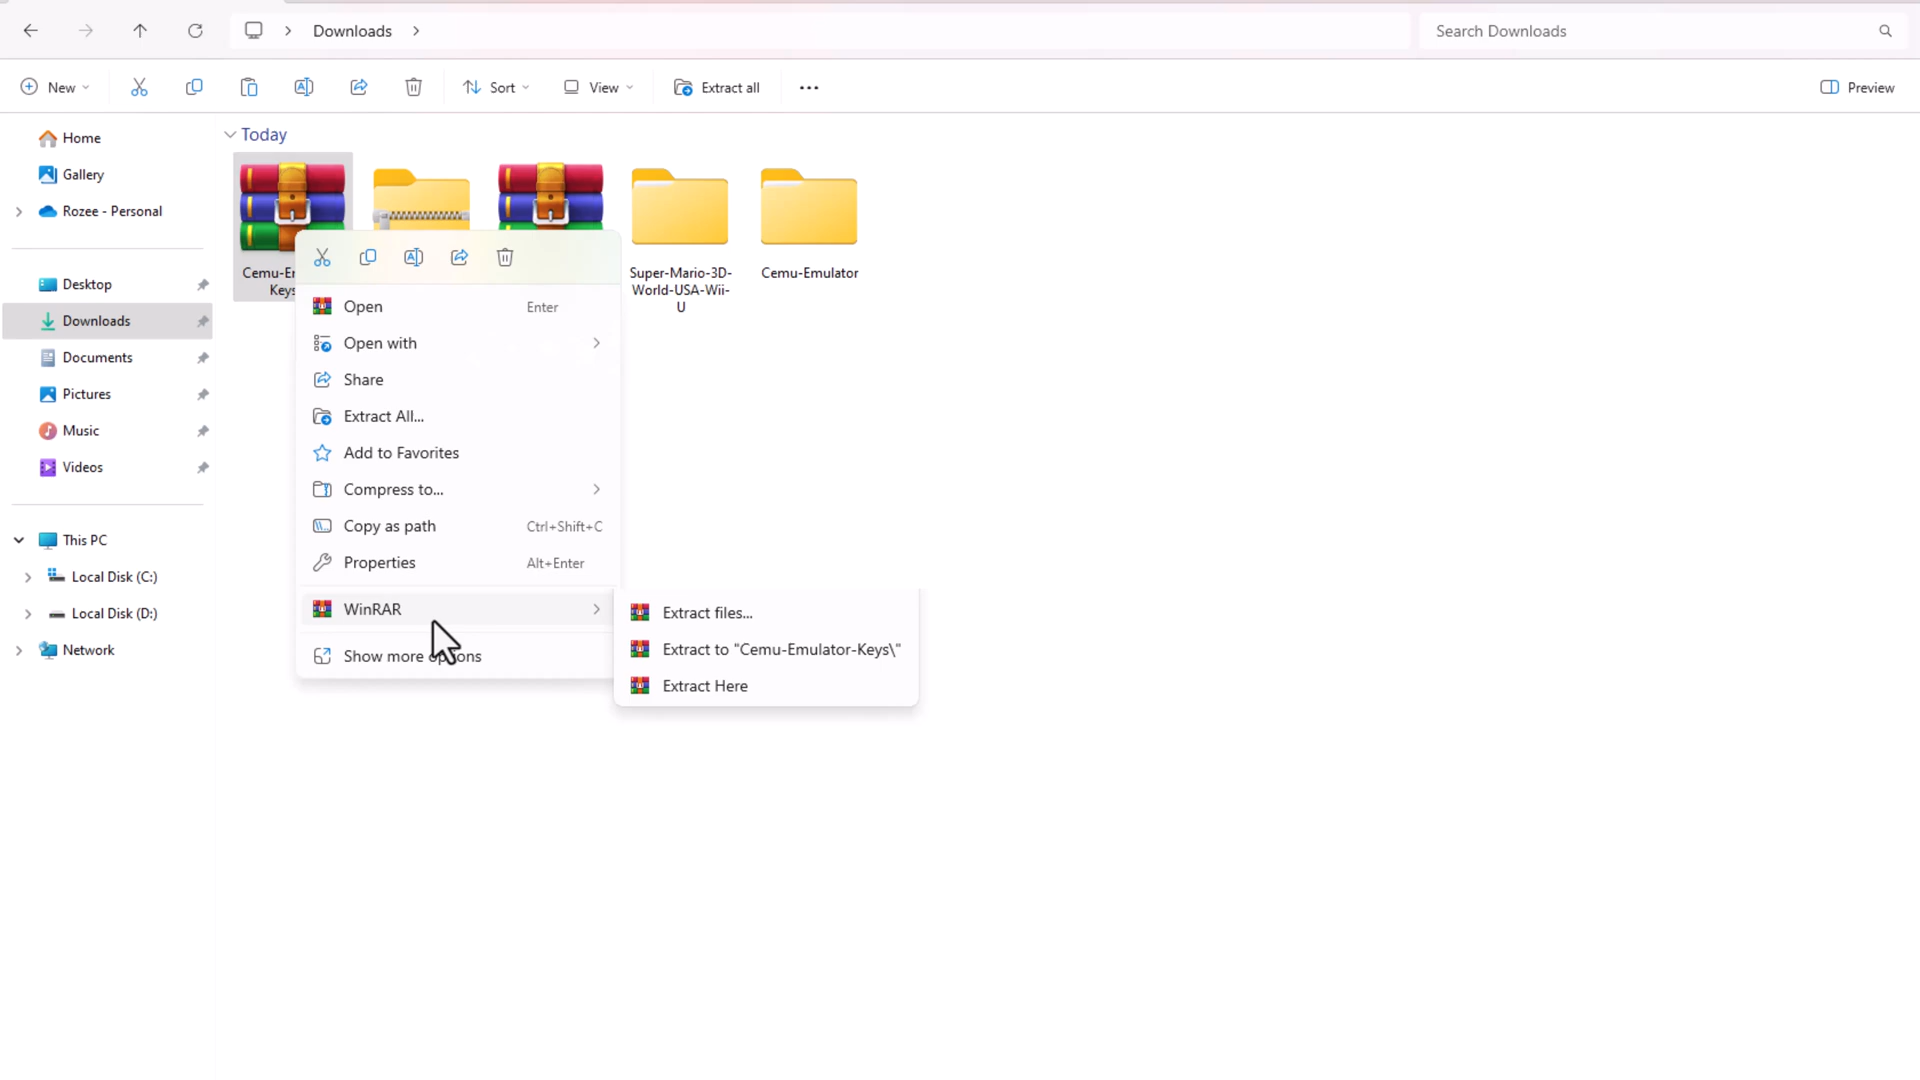 Downloads
Search Downloads
New
Sort
View
Extract all
Preview
Home
Gallery
Rozee - Personal
Desktop
Downloads
Documents
Pictures
Music
Videos
This PC
Local Disk (C:)
Local Disk (D:)
Network
Today
Cemu-E
Keys
Super-Mario-3D-
World-USA-Wii-
U
Cemu-Emulator
Open Enter
Open with
Share
Extract All...
Add to Favorites
Compress to...
Copy as path Ctrl+Shift+C
Properties Alt+Enter
WinRAR
Show more options
Extract files...
Extract to "Cemu-Emulator-Keys\"
Extract Here